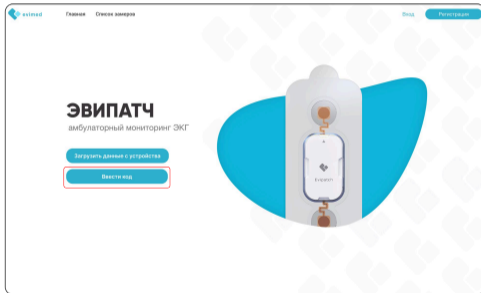 evimed
Главная Список замеров Вход Регистрация
ЭВИПАТЧ
амбулаторный мониторинг ЭКГ
Загрузить данные с устройства
Ввести код